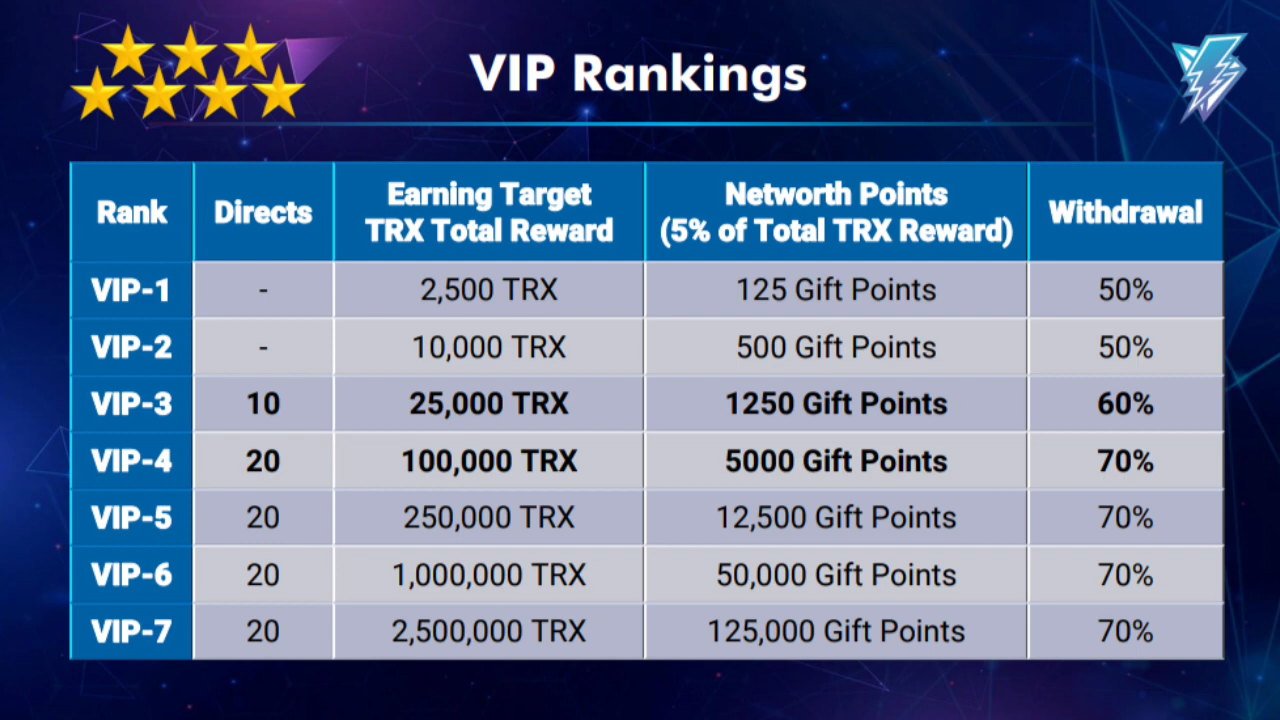 VIP Rankings
Rank Directs Earning Target TRX Total Reward Networth Points (5% of Total TRX Reward) Withdrawal
VIP-1 - 2,500 TRX 125 Gift Points 50%
VIP-2 - 10,000 TRX 500 Gift Points 50%
VIP-3 10 25,000 TRX 1250 Gift Points 60%
VIP-4 20 100,000 TRX 5000 Gift Points 70%
VIP-5 20 250,000 TRX 12,500 Gift Points 70%
VIP-6 20 1,000,000 TRX 50,000 Gift Points 70%
VIP-7 20 2,500,000 TRX 125,000 Gift Points 70%